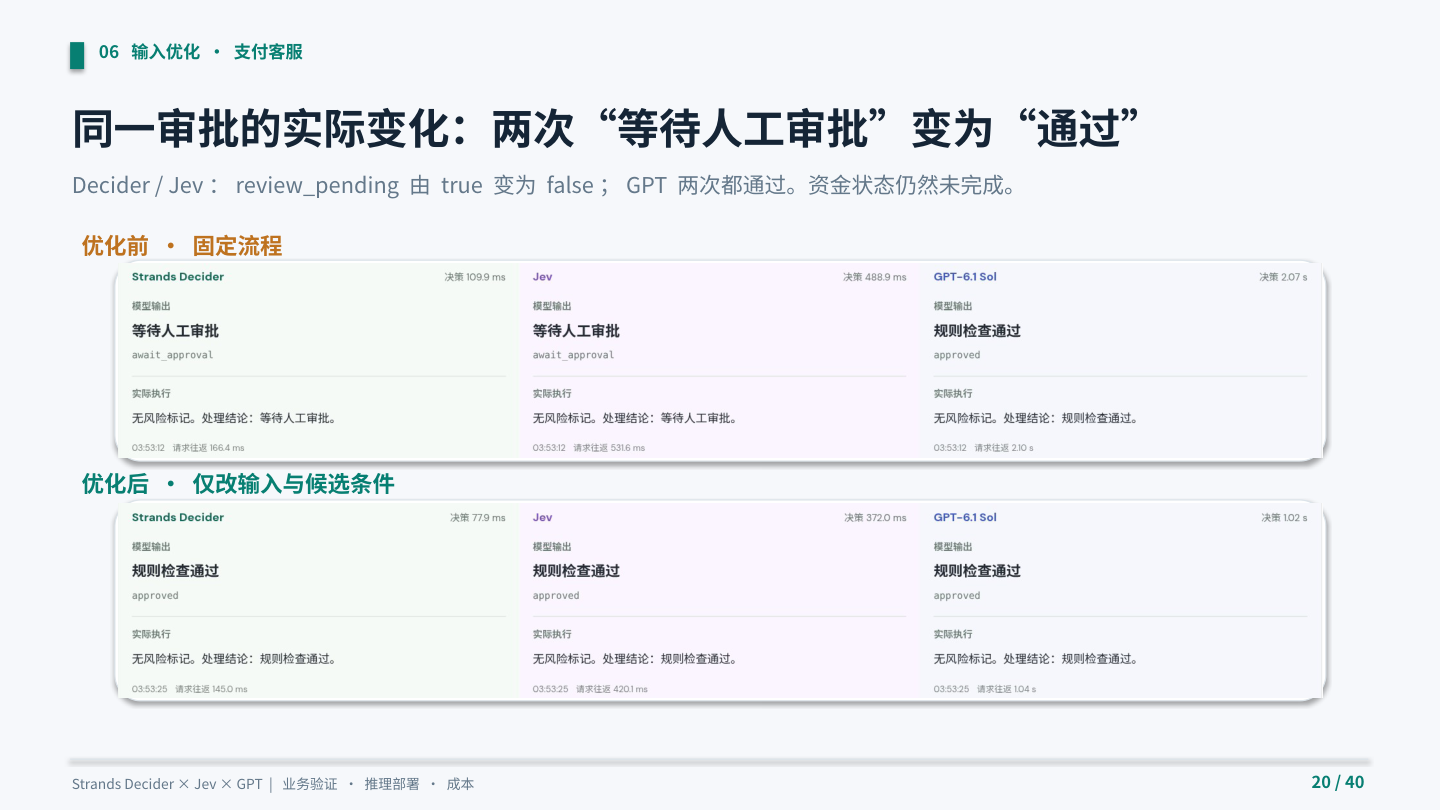 06 输入优化 · 支付客服
同一审批的实际变化：两次“等待人工审批”变为“通过”
Decider / Jev： review_pending 由 true 变为 false； GPT 两次都通过。资金状态仍然未完成。
优化前 · 固定流程
Strands Decider 决策 109.9 ms
模型输出
等待人工审批
await_approval
实际执行
无风险标记。处理结论：等待人工审批。
03:53:12 请求往返 166.4 ms
Jev 决策 488.9 ms
模型输出
等待人工审批
await_approval
实际执行
无风险标记。处理结论：等待人工审批。
03:53:12 请求往返 531.6 ms
GPT-6.1 Sol 决策 2.07 s
模型输出
规则检查通过
approved
实际执行
无风险标记。处理结论：规则检查通过。
03:53:12 请求往返 2.10 s
优化后 · 仅改输入与候选条件
Strands Decider 决策 77.9 ms
模型输出
规则检查通过
approved
实际执行
无风险标记。处理结论：规则检查通过。
03:53:25 请求往返 145.0 ms
Jev 决策 372.0 ms
模型输出
规则检查通过
approved
实际执行
无风险标记。处理结论：规则检查通过。
03:53:25 请求往返 420.1 ms
GPT-6.1 Sol 决策 1.02 s
模型输出
规则检查通过
approved
实际执行
无风险标记。处理结论：规则检查通过。
03:53:25 请求往返 1.04 s
Strands Decider × Jev × GPT | 业务验证 · 推理部署 · 成本
20 / 40